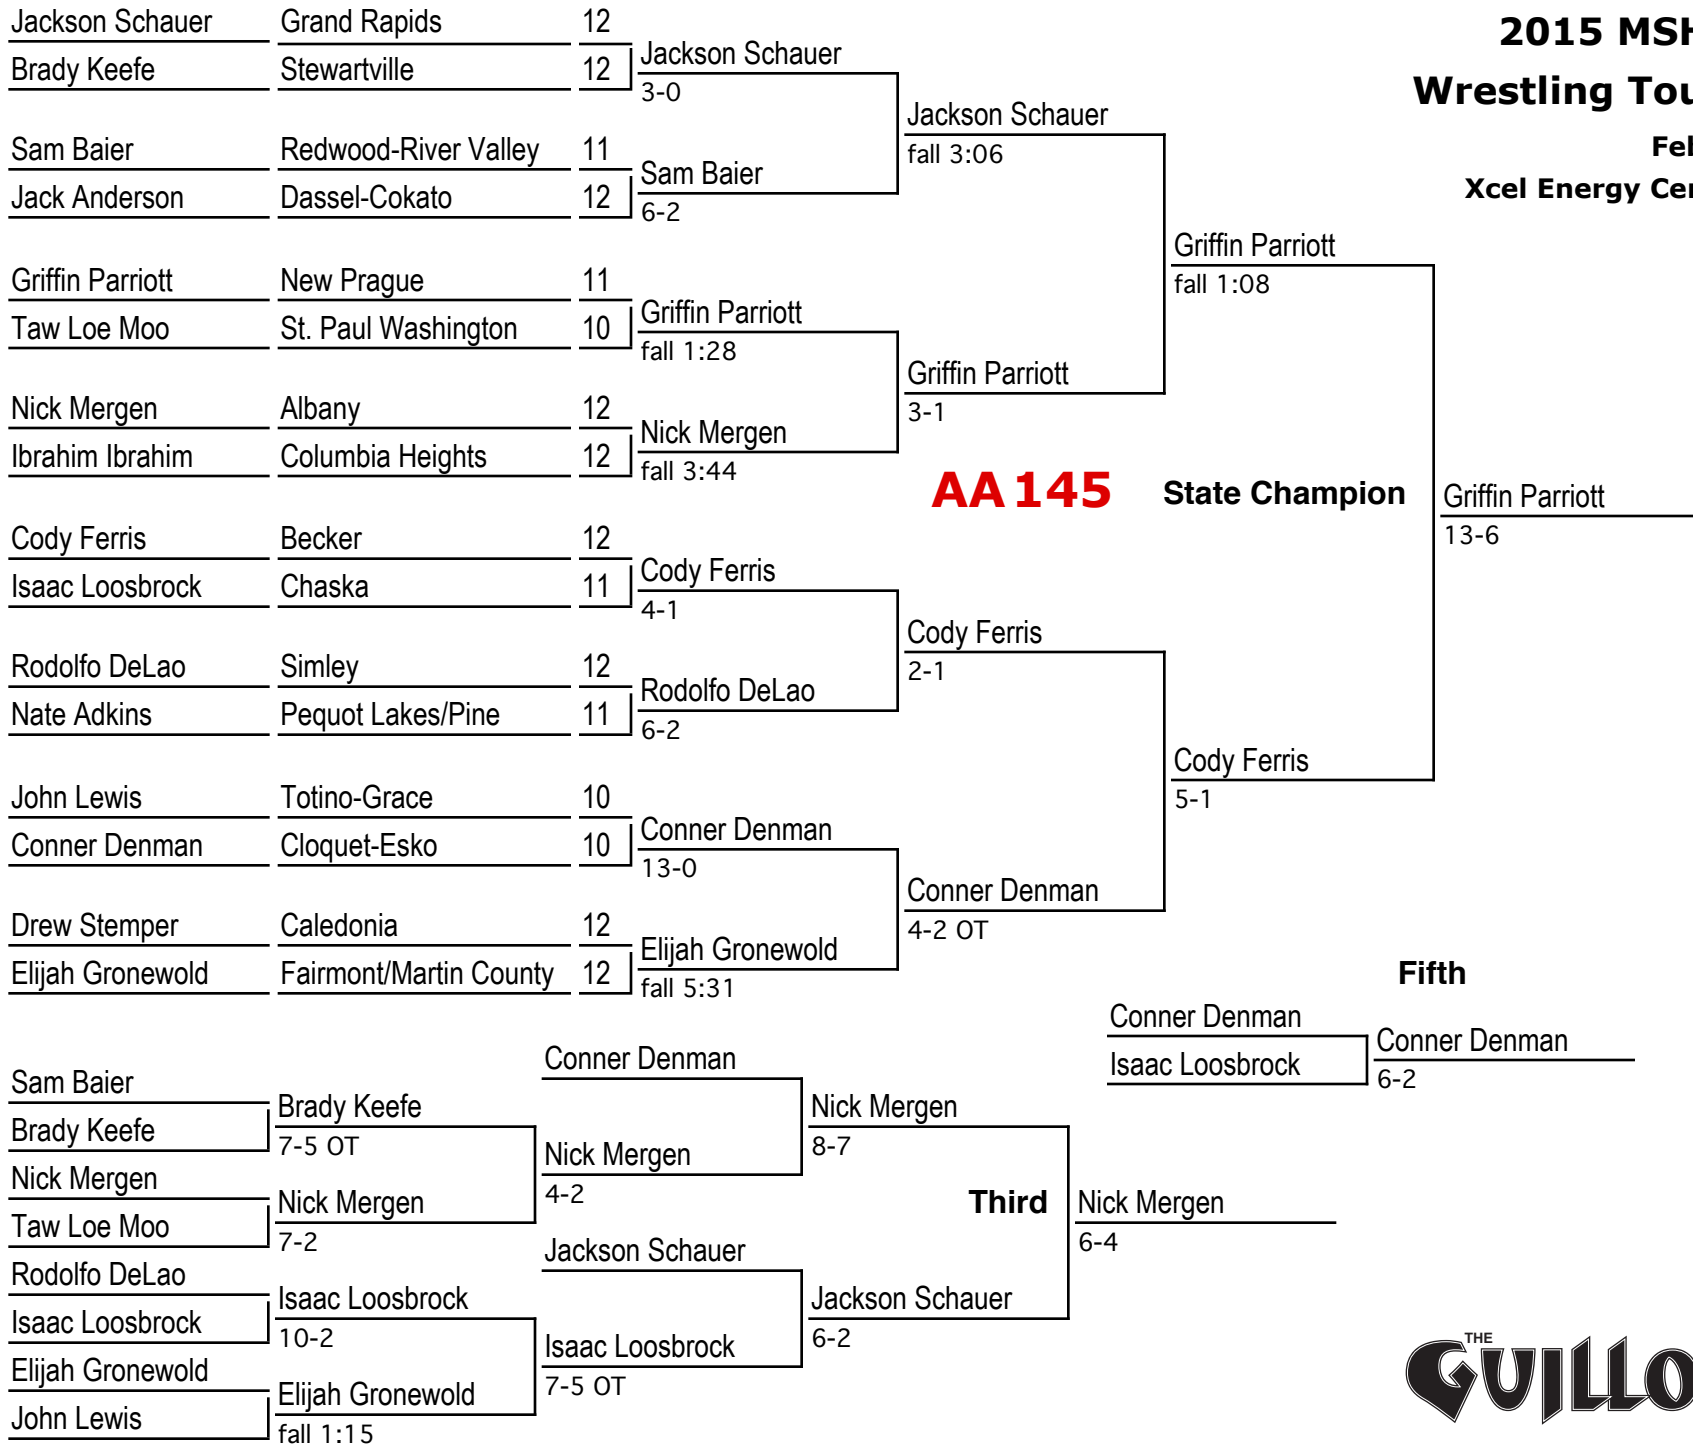 2015 MSH
Wrestling Tou
Feb
Xcel Energy Cen
Jackson Schauer Grand Rapids 12
Brady Keefe Stewartville 12
Sam Baier Redwood-River Valley 11
Jack Anderson Dassel-Cokato 12
Griffin Parriott New Prague 11
Taw Loe Moo St. Paul Washington 10
Nick Mergen Albany 12
Ibrahim Ibrahim Columbia Heights 12
Cody Ferris Becker 12
Isaac Loosbrock Chaska 11
Rodolfo DeLao Simley 12
Nate Adkins Pequot Lakes/Pine 11
John Lewis Totino-Grace 10
Conner Denman Cloquet-Esko 10
Drew Stemper Caledonia 12
Elijah Gronewold Fairmont/Martin County 12
Jackson Schauer
3-0
Sam Baier
6-2
Griffin Parriott
fall 1:28
Nick Mergen
fall 3:44
Cody Ferris
4-1
Rodolfo DeLao
6-2
Conner Denman
13-0
Elijah Gronewold
fall 5:31
Jackson Schauer
fall 3:06
Griffin Parriott
3-1
Cody Ferris
2-1
Conner Denman
4-2 OT
Griffin Parriott
fall 1:08
Cody Ferris
5-1
AA 145 State Champion
Griffin Parriott
13-6
Fifth
Conner Denman
Isaac Loosbrock
Conner Denman
6-2
Sam Baier
Brady Keefe
Nick Mergen
Taw Loe Moo
Rodolfo DeLao
Isaac Loosbrock
Elijah Gronewold
John Lewis
Brady Keefe
7-5 OT
Nick Mergen
7-2
Isaac Loosbrock
10-2
Elijah Gronewold
fall 1:15
Conner Denman
Nick Mergen
4-2
Jackson Schauer
Isaac Loosbrock
7-5 OT
Nick Mergen
8-7
Jackson Schauer
6-2
Third
Nick Mergen
6-4
THE
GUILLO